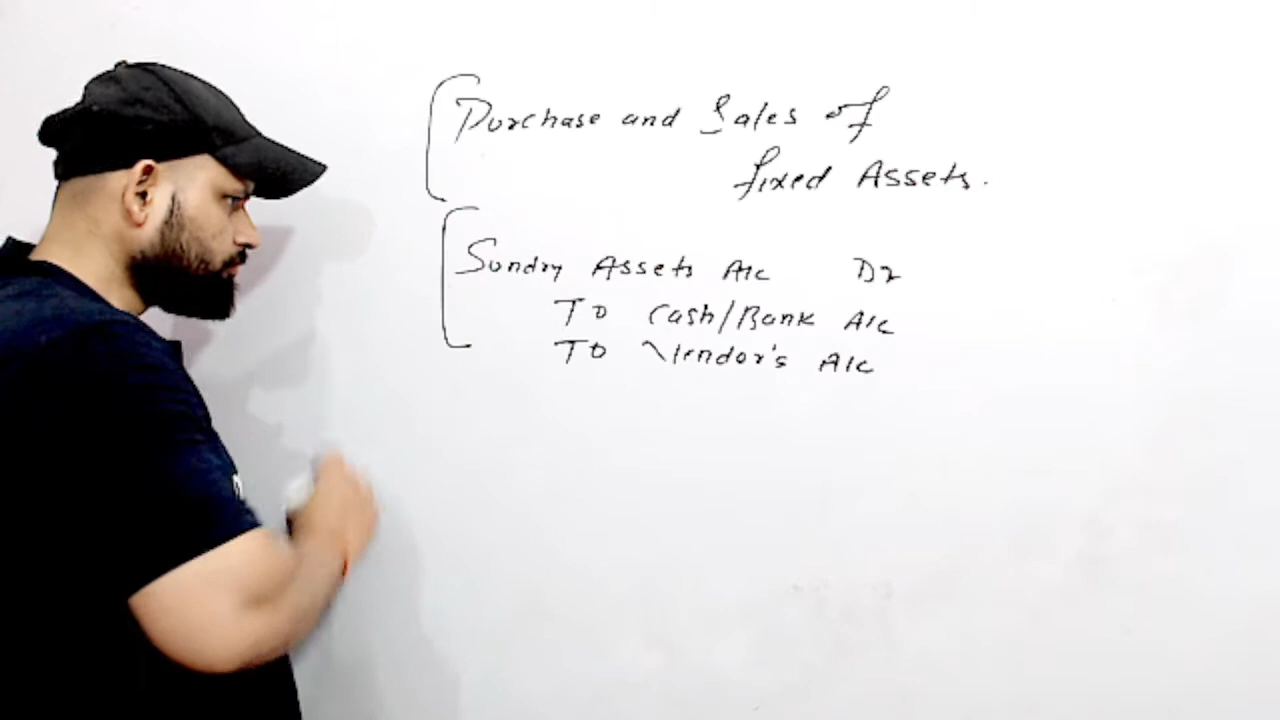 Purchase and Sales of
fixed Assets.
Sundry Assets A/c Dr
To Cash/Bank A/c
To Vendor's A/c